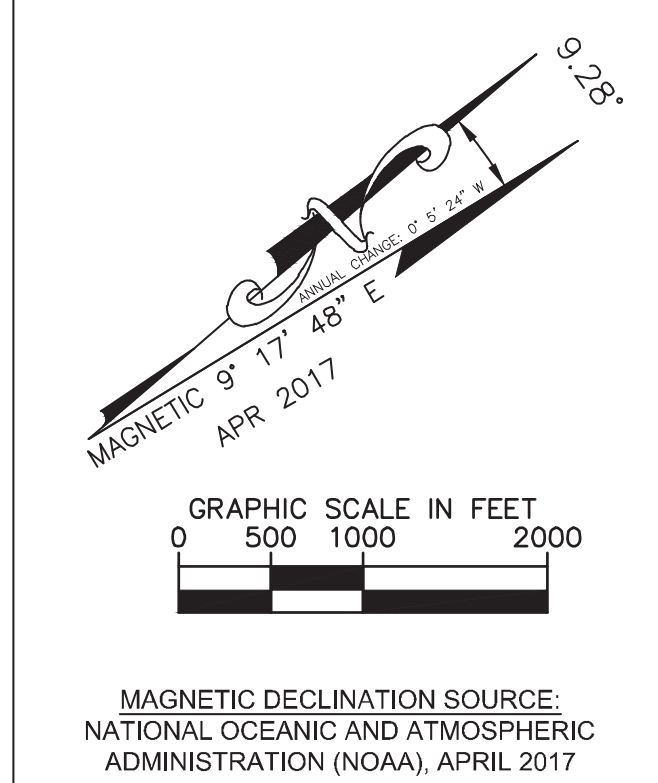 9.28°
N
ANNUAL CHANGE: 0° 5' 24" W
MAGNETIC 9° 17' 48" E
APR 2017
GRAPHIC SCALE IN FEET
0 500 1000 2000
MAGNETIC DECLINATION SOURCE:
NATIONAL OCEANIC AND ATMOSPHERIC
ADMINISTRATION (NOAA), APRIL 2017